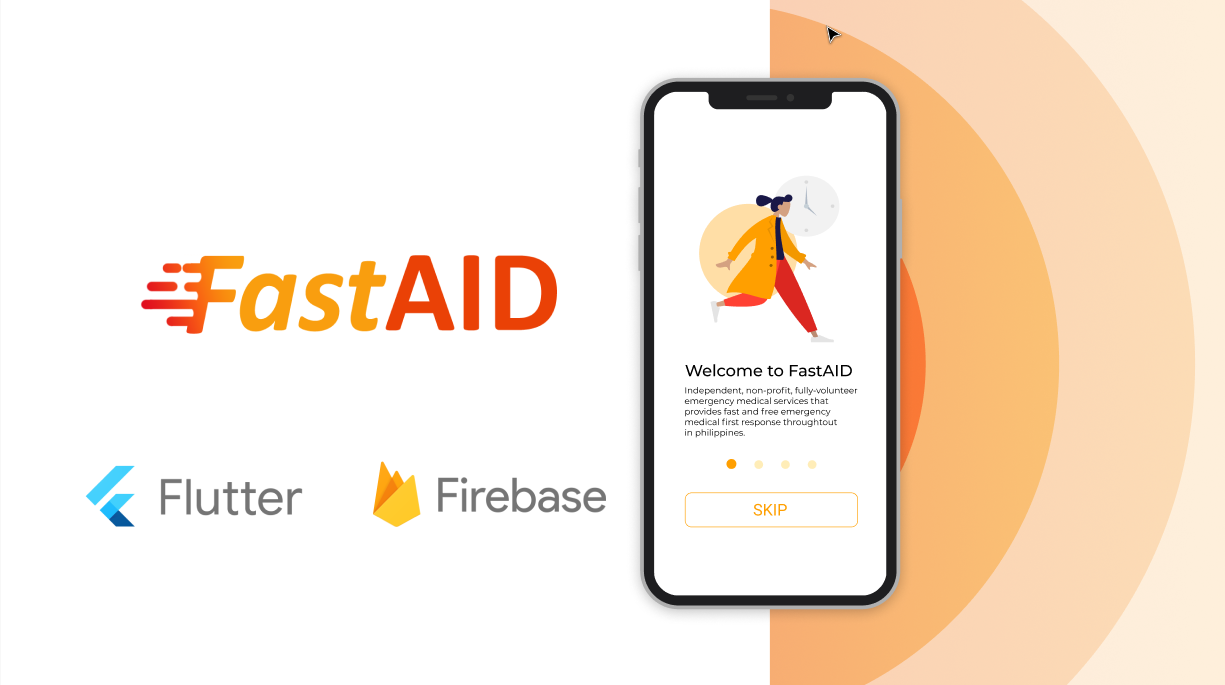 FastAID
Flutter
Firebase
Welcome to FastAID
Independent, non-profit, fully-volunteer
emergency medical services that
provides fast and free emergency
medical first response throughtout
in philippines.
SKIP